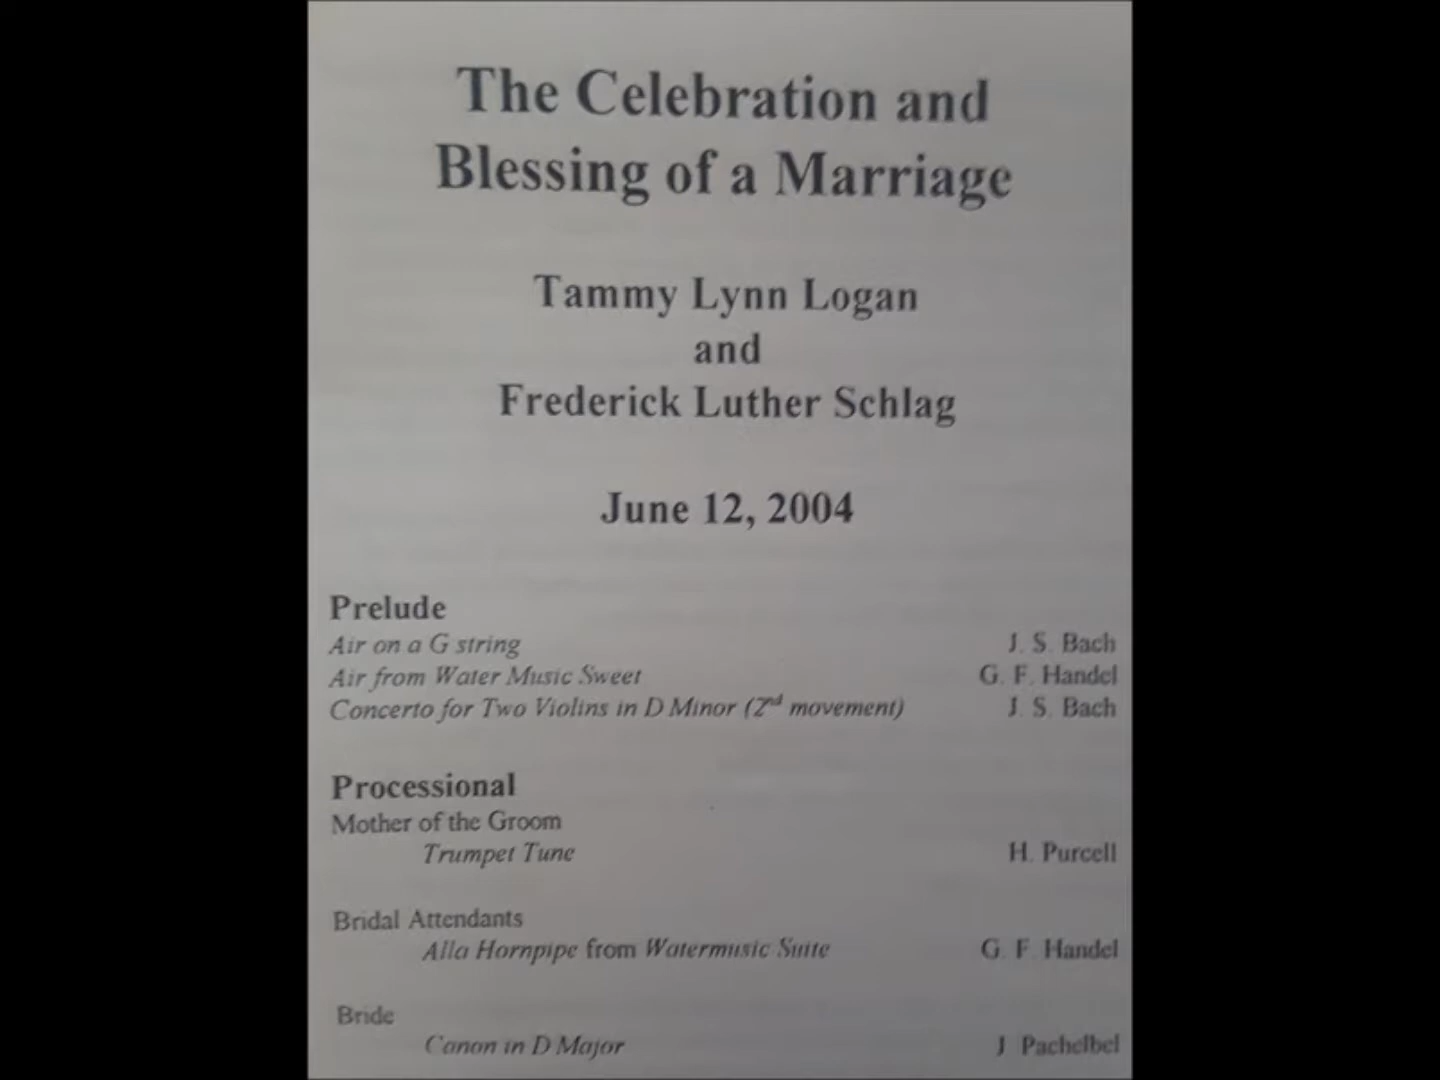 The Celebration and
Blessing of a Marriage
Tammy Lynn Logan
and
Frederick Luther Schlag
June 12, 2004
Prelude
Air on a G string J. S. Bach
Air from Water Music Sweet G. F. Handel
Concerto for Two Violins in D Minor (2nd movement) J. S. Bach
Processional
Mother of the Groom
Trumpet Tune H. Purcell
Bridal Attendants
Alla Hornpipe from Watermusic Suite G. F. Handel
Bride
Canon in D Major J Pachelbel